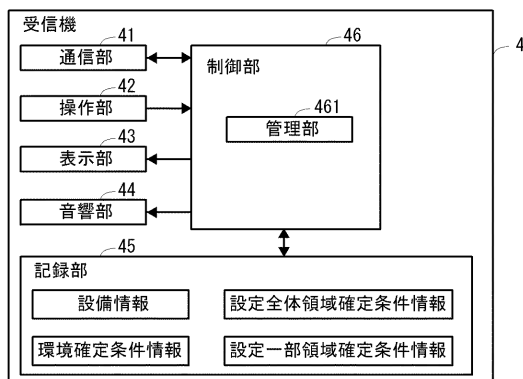 受信機
4
41
通信部
42
操作部
43
表示部
44
音響部
46
制御部
461
管理部
45
記録部
設備情報
設定全体領域確定条件情報
環境確定条件情報
設定一部領域確定条件情報